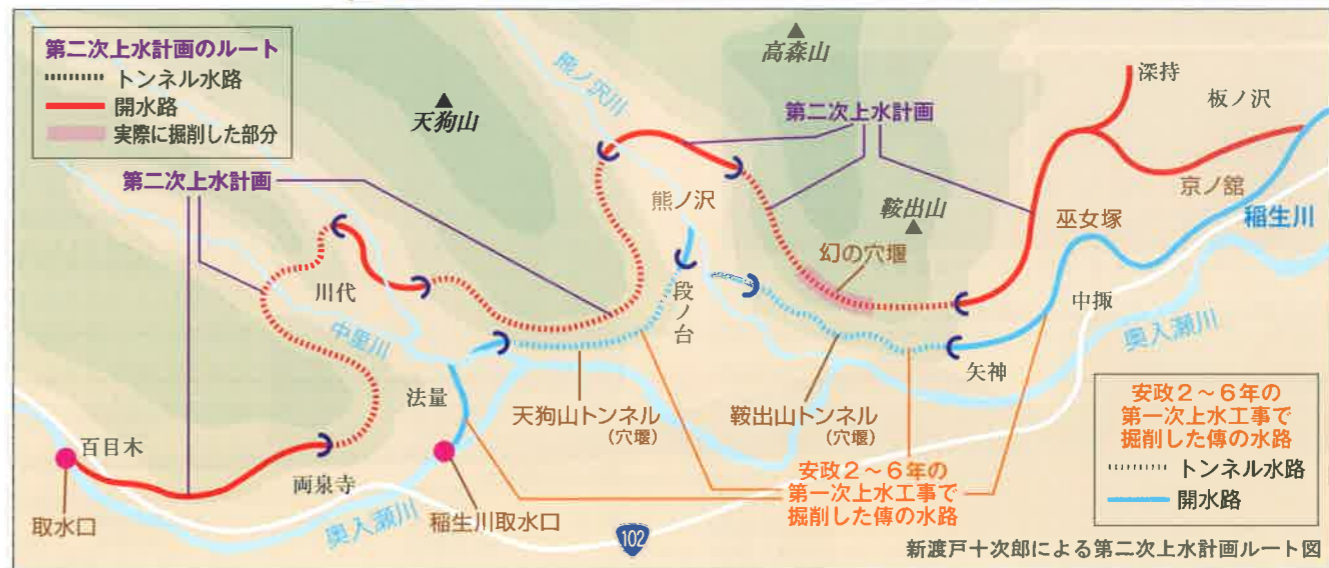 第二次上水計画のルート
トンネル水路
開水路
実際に掘削した部分
高森山
熊ノ沢川
天狗山
深持
板ノ沢
第二次上水計画
第二次上水計画
熊ノ沢
鞍出山
京ノ舘
稲生川
巫女塚
幻の穴堰
川代
段ノ台
中掫
中里川
奥入瀬川
矢神
法量
天狗山トンネル
(穴堰)
鞍出山トンネル
(穴堰)
百目木
両泉寺
取水口
奥入瀬川
稲生川取水口
102
安政2~6年の
第一次上水工事で
掘削した傳の水路
安政2~6年の
第一次上水工事で
掘削した傳の水路
トンネル水路
開水路
新渡戸十次郎による第二次上水計画ルート図